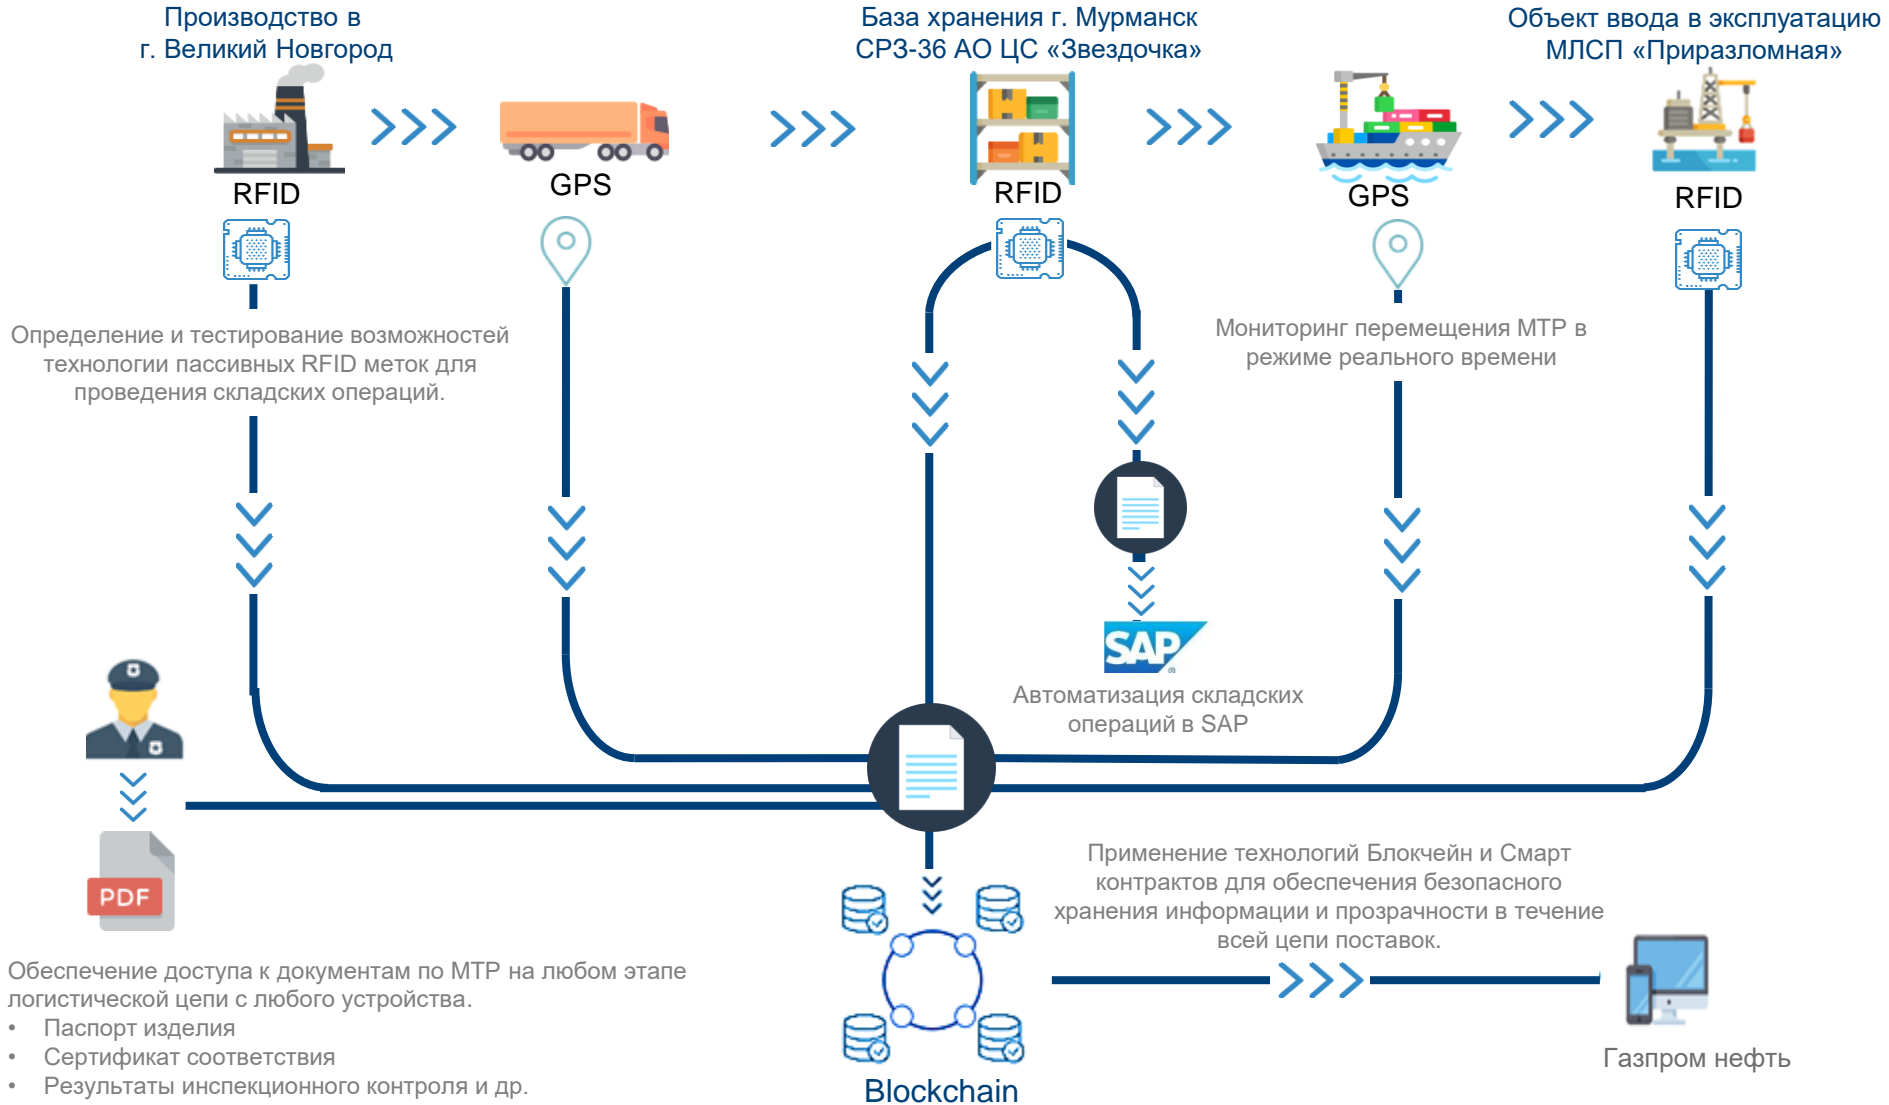 Производство в
г. Великий Новгород
База хранения г. Мурманск
СРЗ-36 АО ЦС «Звездочка»
Объект ввода в эксплуатацию
МЛСП «Приразломная»
RFID
GPS
RFID
GPS
RFID
Определение и тестирование возможностей
технологии пассивных RFID меток для
проведения складских операций.
Мониторинг перемещения МТР в
режиме реального времени
SAP
®
Автоматизация складских
операций в SAP
PDF
Применение технологий Блокчейн и Смарт
контрактов для обеспечения безопасного
хранения информации и прозрачности в течение
всей цепи поставок.
Обеспечение доступа к документам по МТР на любом этапе
логистической цепи с любого устройства.
• Паспорт изделия
• Сертификат соответствия
• Результаты инспекционного контроля и др.
Blockchain
Газпром нефть